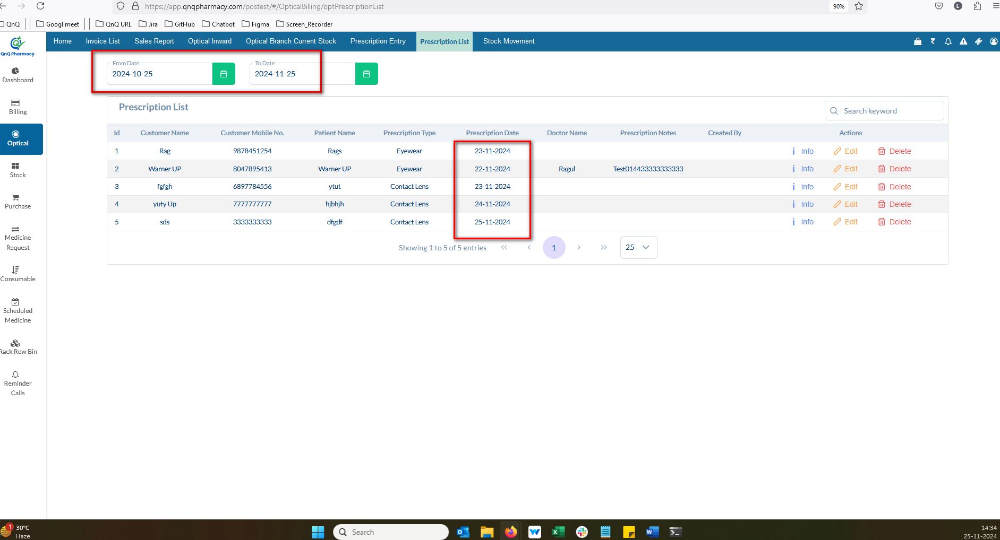 https://app.qnqpharmacy.com/postest/#/OpticalBilling/optPrescriptionList
90%
L
QnQ
Googl meet
QnQ URL
Jira
GitHub
Chatbot
Figma
Screen_Recorder
QnQ Pharmacy
Home Invoice List Sales Report Optical Inward Optical Branch Current Stock Prescription Entry Prescription List Stock Movement
Dashboard
Billing
Optical
Stock
Purchase
Medicine
Request
Consumable
Scheduled
Medicine
Rack Row Bin
Reminder
Calls
From Date
2024-10-25
To Date
2024-11-25
Prescription List
Search keyword
Id Customer Name Customer Mobile No. Patient Name Prescription Type Prescription Date Doctor Name Prescription Notes Created By Actions
1 Rag 9878451254 Rags Eyewear 23-11-2024 Info Edit Delete
2 Warner UP 8047895413 Warner UP Eyewear 22-11-2024 Ragul Test014433333333333 Info Edit Delete
3 fgfgh 6897784556 ytut Contact Lens 23-11-2024 Info Edit Delete
4 yuty Up 7777777777 hjbhjh Contact Lens 24-11-2024 Info Edit Delete
5 sds 3333333333 dfgdf Contact Lens 25-11-2024 Info Edit Delete
Showing 1 to 5 of 5 entries « ‹ 1 › » 25
1
30°C
Haze
Search
14:34
25-11-2024